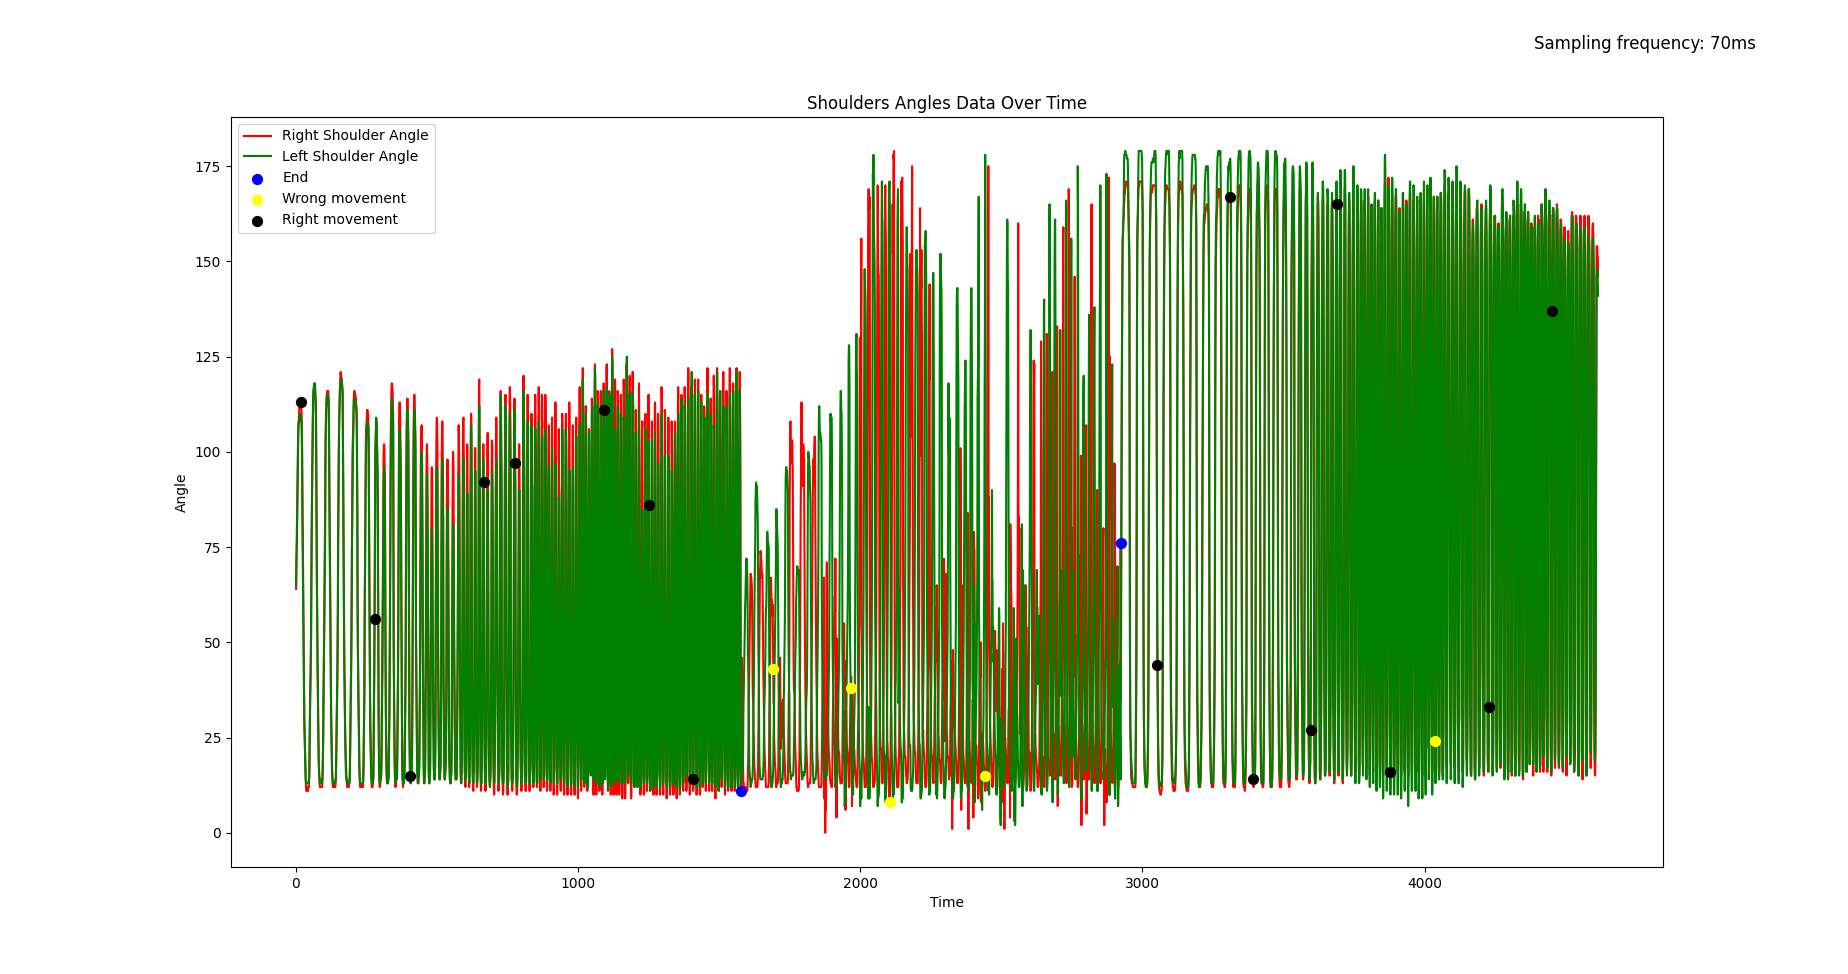 Sampling frequency: 70ms
Shoulders Angles Data Over Time
Right Shoulder Angle
Left Shoulder Angle
End
Wrong movement
Right movement
175
150
125
100
75
50
25
0
Angle
0 1000 2000 3000 4000
Time